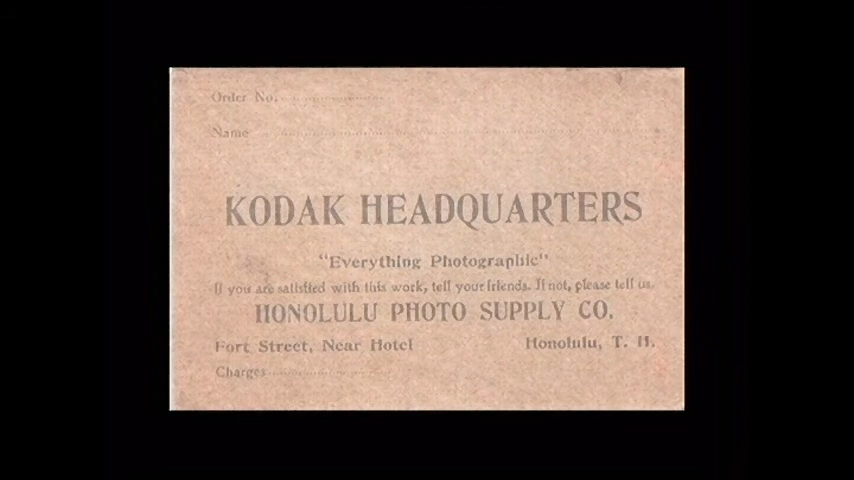 Order No.
Name
KODAK HEADQUARTERS
"Everything Photographic"
If you are satisfied with this work, tell your friends. If not, please tell us.
HONOLULU PHOTO SUPPLY CO.
Fort Street, Near Hotel Honolulu, T. H.
Charges